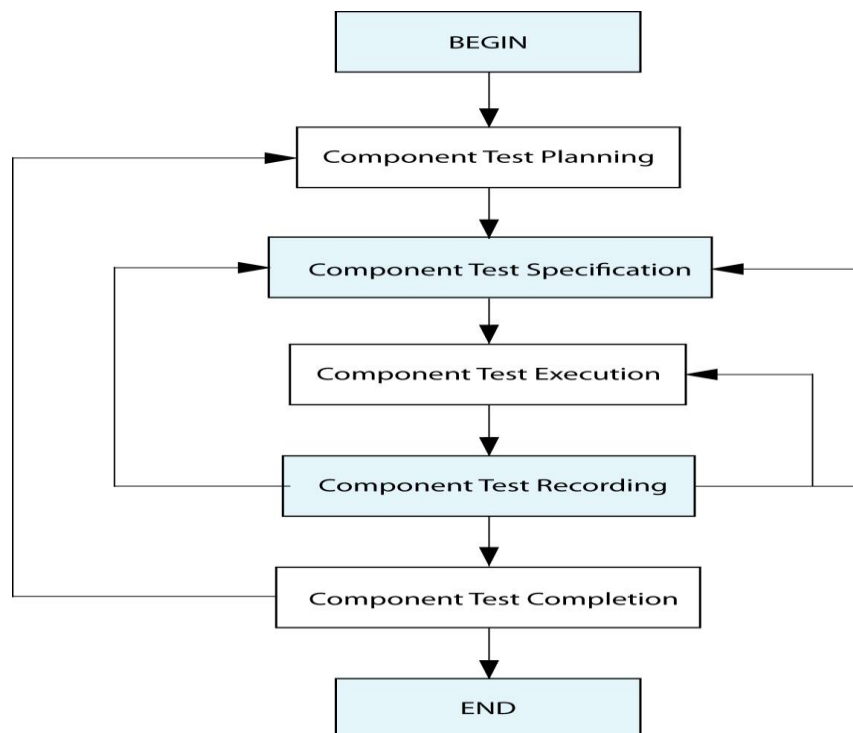 BEGIN
Component Test Planning
Component Test Specification
Component Test Execution
Component Test Recording
Component Test Completion
END